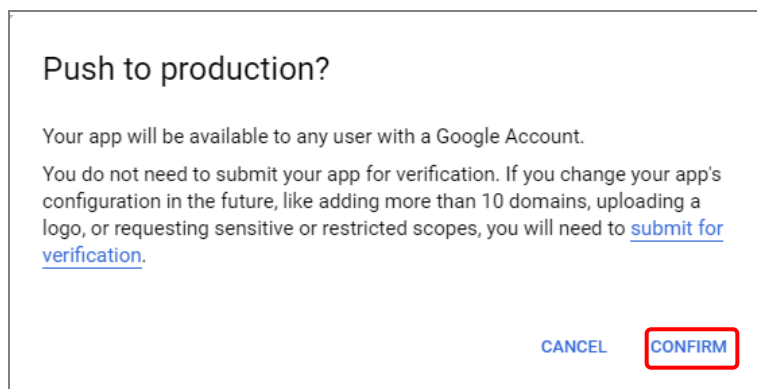 Push to production?
Your app will be available to any user with a Google Account.
You do not need to submit your app for verification. If you change your app's
configuration in the future, like adding more than 10 domains, uploading a
logo, or requesting sensitive or restricted scopes, you will need to submit for
verification.
CANCEL CONFIRM